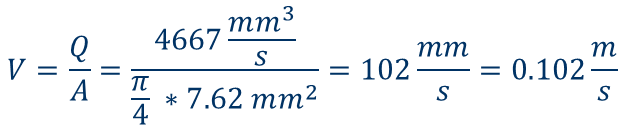 V = Q/A = (4667 mm³/s) / (π/4 * 7.62 mm²) = 102 mm/s = 0.102 m/s